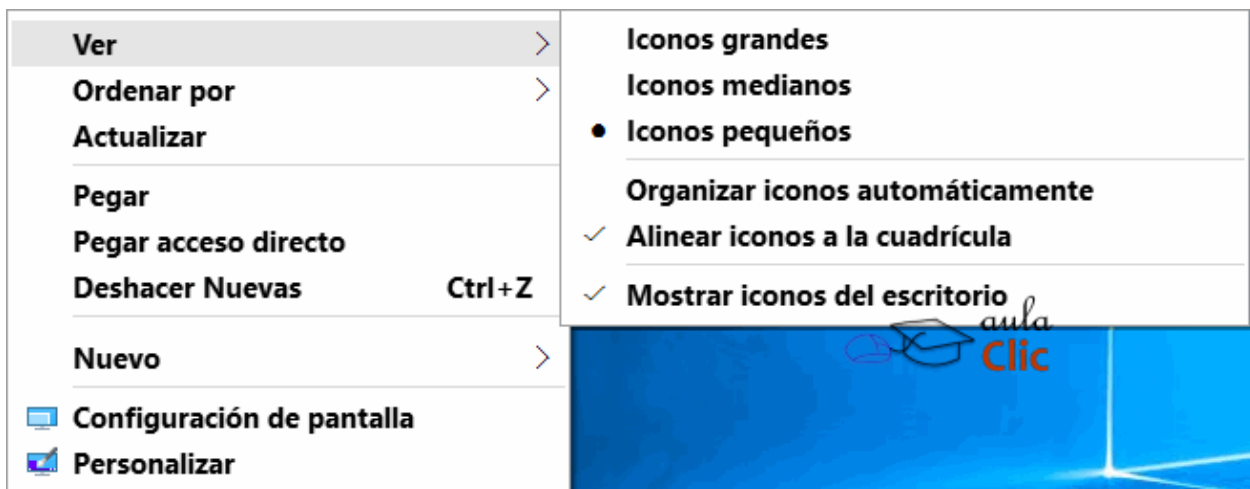 Ver
Ordenar por
Actualizar
Pegar
Pegar acceso directo
Deshacer Nuevas Ctrl+Z
Nuevo
Configuración de pantalla
Personalizar
Iconos grandes
Iconos medianos
Iconos pequeños
Organizar iconos automáticamente
Alinear iconos a la cuadrícula
Mostrar iconos del escritorio
aula
Clic